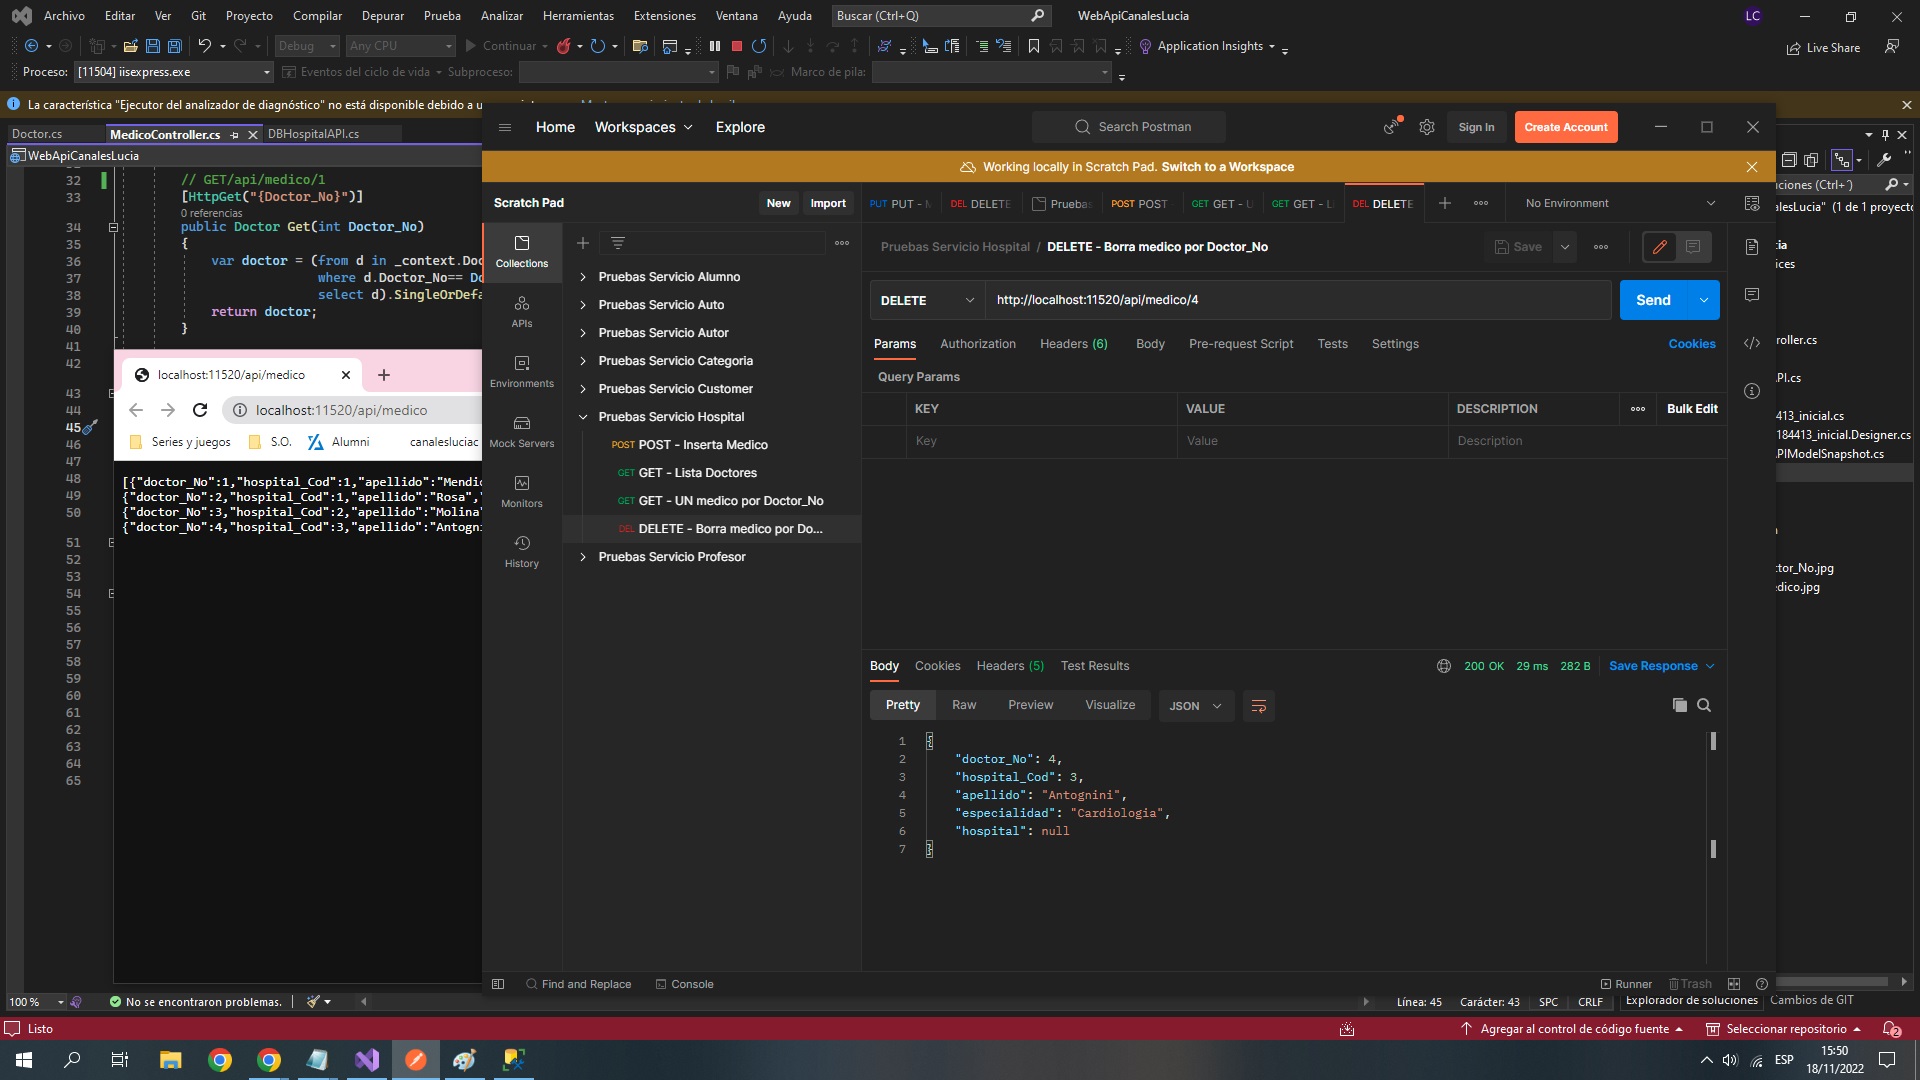 Archivo Editar Ver Git Proyecto Compilar Depurar Prueba Analizar Herramientas Extensiones Ventana Ayuda Buscar (Ctrl+Q) WebApiCanalesLucia LC
Debug Any CPU Continuar Application Insights Live Share
Proceso: [11504] iisexpress.exe Eventos del ciclo de vida Subproceso: Marco de pila:
La característica "Ejecutor del analizador de diagnóstico" no está disponible debido a u
Doctor.cs MedicoController.cs DBHospitalAPI.cs
WebApiCanalesLucia
32 // GET/api/medico/1
33 [HttpGet("{Doctor_No}")]
0 referencias
34 public Doctor Get(int Doctor_No)
35 {
36 var doctor = (from d in _context.Doc
37 where d.Doctor_No== Do
38 select d).SingleOrDefa
39 return doctor;
40 }
41
42
43
44
45
46
47
48
49
50
51
52
53
54
55
56
57
58
59
60
61
62
63
64
65
localhost:11520/api/medico
localhost:11520/api/medico
Series y juegos S.O. Alumni canalesluciac
[{"doctor_No":1,"hospital_Cod":1,"apellido":"Mendio
{"doctor_No":2,"hospital_Cod":1,"apellido":"Rosa","
{"doctor_No":3,"hospital_Cod":2,"apellido":"Molina"
{"doctor_No":4,"hospital_Cod":3,"apellido":"Antogni
Home Workspaces Explore Search Postman Sign In Create Account
Working locally in Scratch Pad. Switch to a Workspace
Scratch Pad New Import
Collections
APIs
Environments
Mock Servers
Monitors
History
Pruebas Servicio Alumno
Pruebas Servicio Auto
Pruebas Servicio Autor
Pruebas Servicio Categoria
Pruebas Servicio Customer
Pruebas Servicio Hospital
POST POST - Inserta Medico
GET GET - Lista Doctores
GET GET - UN medico por Doctor_No
DEL DELETE - Borra medico por Do...
Pruebas Servicio Profesor
PUT PUT - M DEL DELETE Pruebas POST POST GET GET - U GET GET - L DEL DELETE No Environment
Pruebas Servicio Hospital / DELETE - Borra medico por Doctor_No Save
DELETE http://localhost:11520/api/medico/4 Send
Params Authorization Headers (6) Body Pre-request Script Tests Settings Cookies
Query Params
KEY VALUE DESCRIPTION Bulk Edit
Key Value Description
Body Cookies Headers (5) Test Results 200 OK 29 ms 282 B Save Response
Pretty Raw Preview Visualize JSON
1 {
2 "doctor_No": 4,
3 "hospital_Cod": 3,
4 "apellido": "Antognini",
5 "especialidad": "Cardiologia",
6 "hospital": null
7 }
Find and Replace Console Runner Trash
ciones (Ctrl+´)
alesLucia" (1 de 1 proyecto
cia
ices
roller.cs
PI.cs
413_inicial.cs
184413_inicial.Designer.cs
PIModelSnapshot.cs
tor_No.jpg
edico.jpg
100 % No se encontraron problemas. Línea: 45 Carácter: 43 SPC CRLF Explorador de soluciones Cambios de GIT
Listo Agregar al control de código fuente Seleccionar repositorio 2
ESP 15:50
18/11/2022